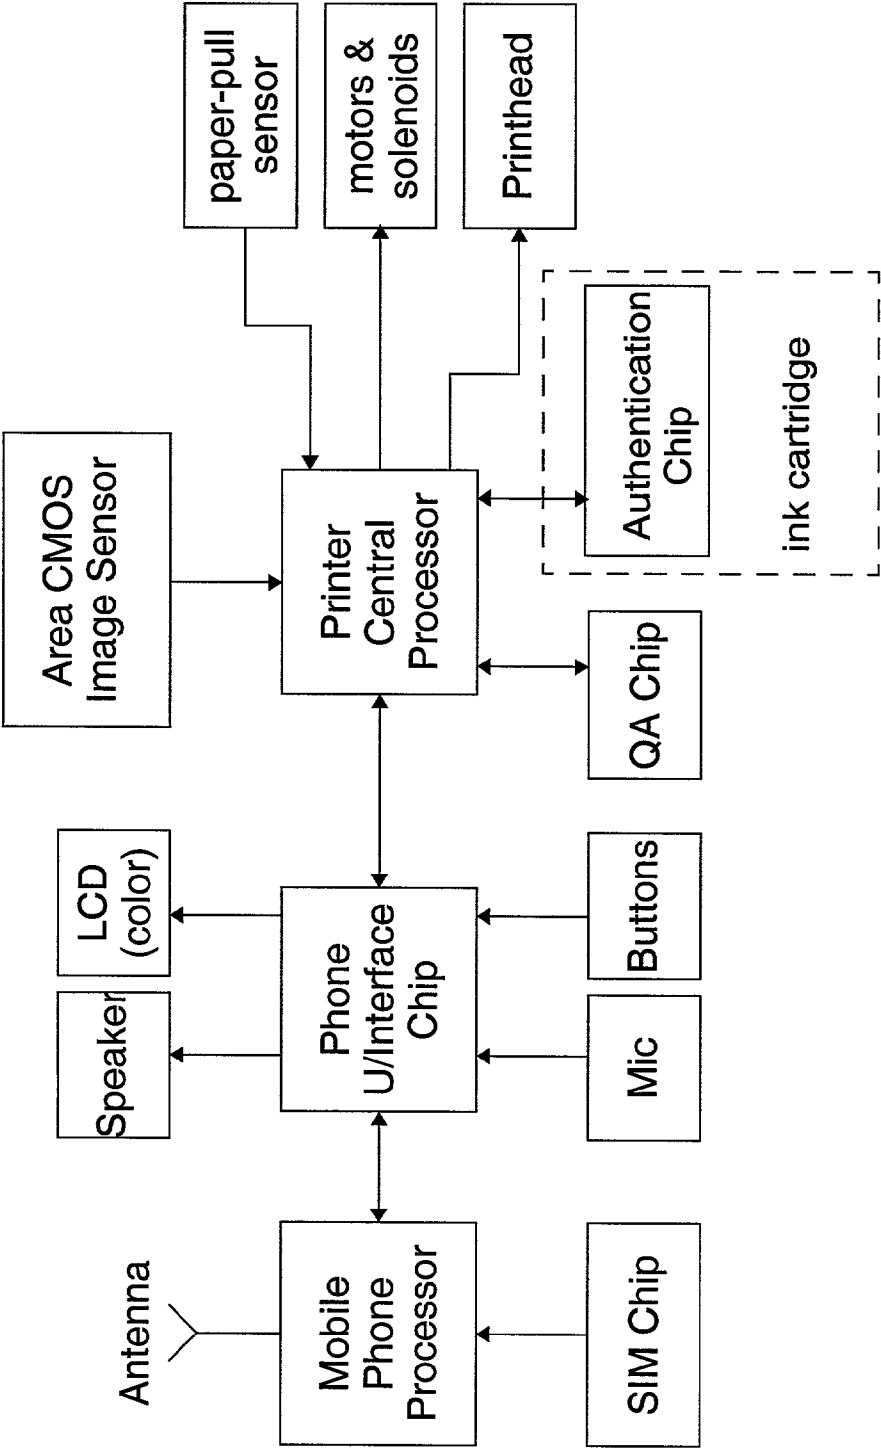 Antenna
Mobile
Phone
Processor
SIM Chip
Speaker
LCD
(color)
Phone
U/Interface
Chip
Mic
Buttons
Area CMOS
Image Sensor
Printer
Central
Processor
QA Chip
Authentication
Chip
ink cartridge
paper-pull
sensor
motors &
solenoids
Printhead